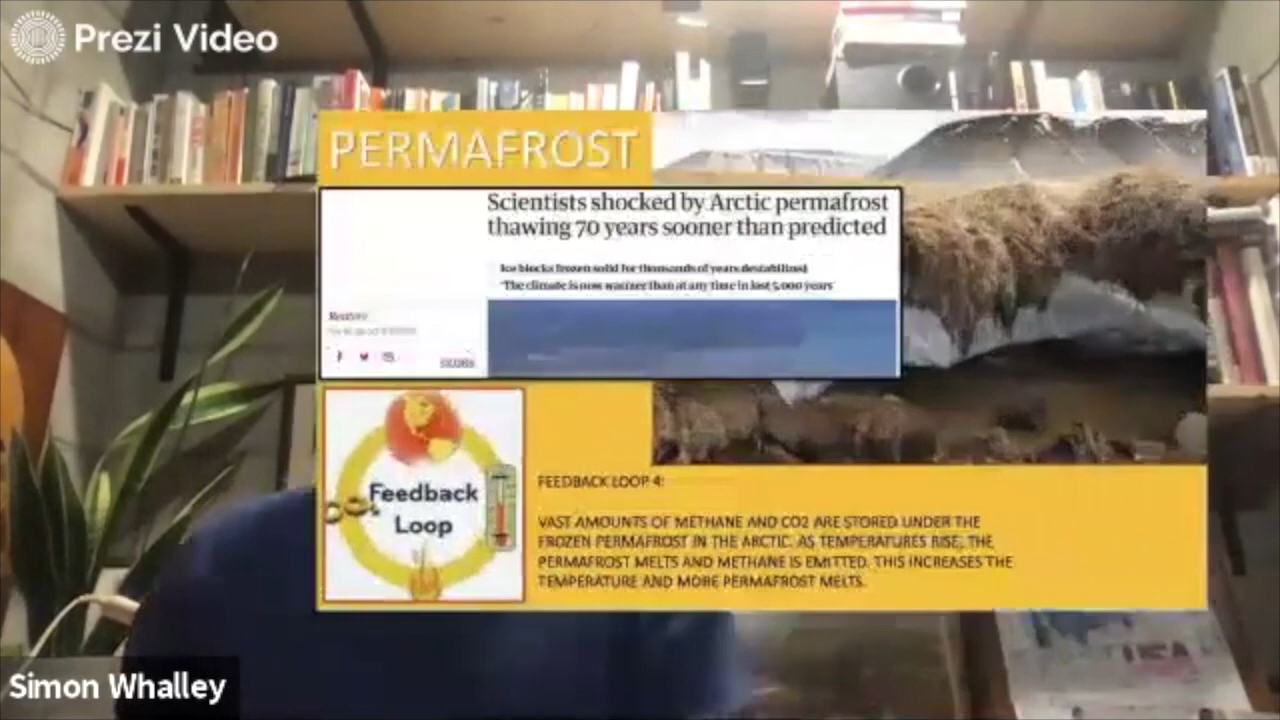 Prezi Video
PERMAFROST
Scientists shocked by Arctic permafrost
thawing 70 years sooner than predicted
Ice blocks frozen solid for thousands of years destabilised
'The climate is now warmer than at any time in last 5,000 years'
Reuters
Feedback
Loop
FEEDBACK LOOP 4:
VAST AMOUNTS OF METHANE AND CO2 ARE STORED UNDER THE
FROZEN PERMAFROST IN THE ARCTIC. AS TEMPERATURES RISE, THE
PERMAFROST MELTS AND METHANE IS EMITTED. THIS INCREASES THE
TEMPERATURE AND MORE PERMAFROST MELTS.
Simon Whalley